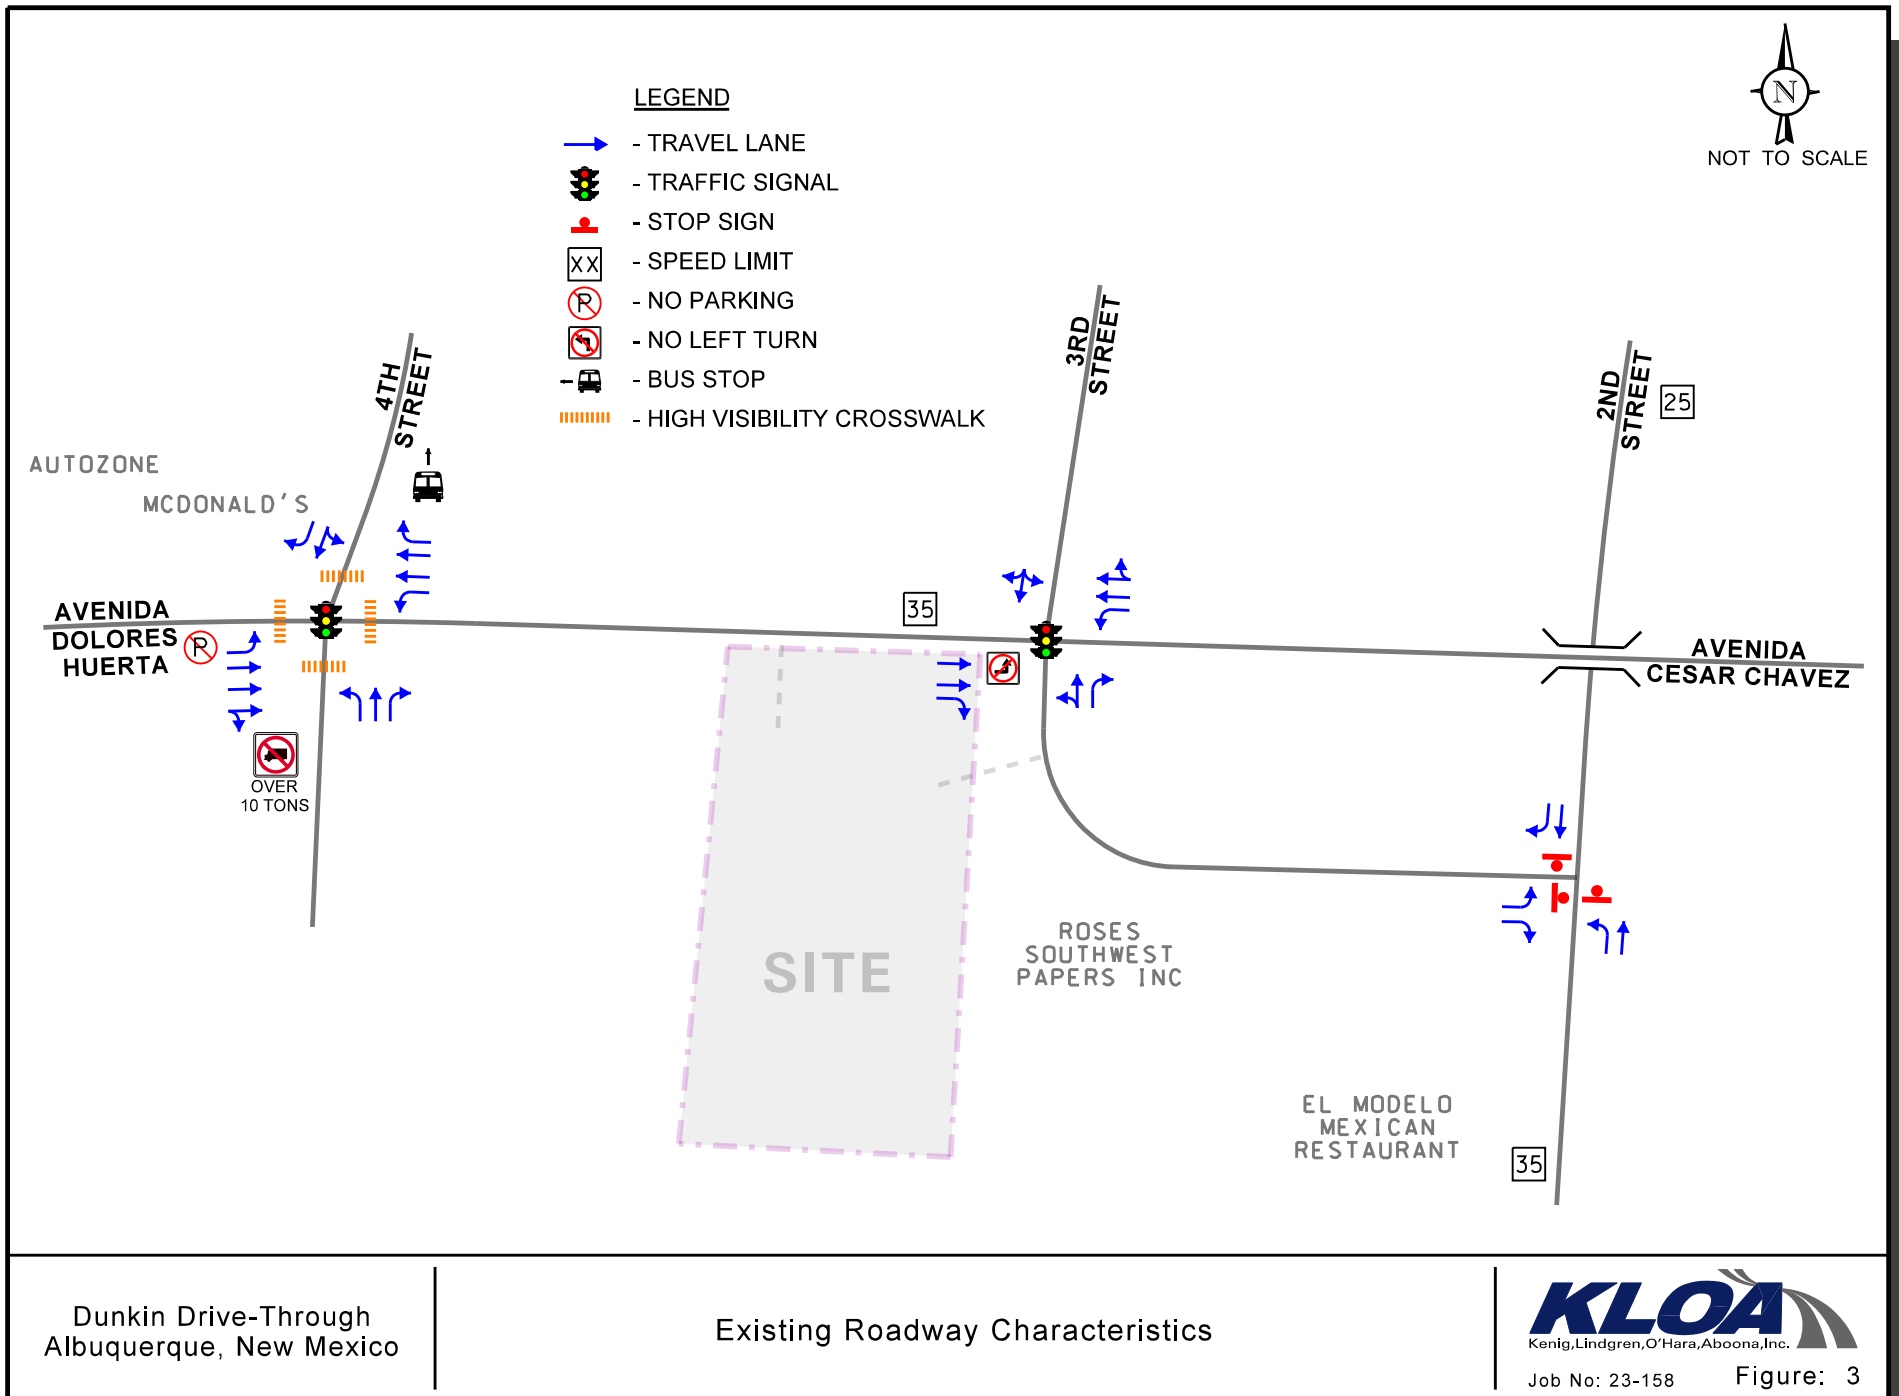 LEGEND
- TRAVEL LANE
- TRAFFIC SIGNAL
- STOP SIGN
XX - SPEED LIMIT
P - NO PARKING
- NO LEFT TURN
- BUS STOP
- HIGH VISIBILITY CROSSWALK
N
NOT TO SCALE
4TH
STREET
3RD
STREET
2ND
STREET
25
AUTOZONE
MCDONALD'S
AVENIDA
DOLORES
HUERTA
P
35
AVENIDA
CESAR CHAVEZ
OVER
10 TONS
SITE
ROSES
SOUTHWEST
PAPERS INC
EL MODELO
MEXICAN
RESTAURANT
35
Dunkin Drive-Through
Albuquerque, New Mexico
Existing Roadway Characteristics
KLOA
Kenig,Lindgren,O'Hara,Aboona,Inc.
Job No: 23-158
Figure: 3